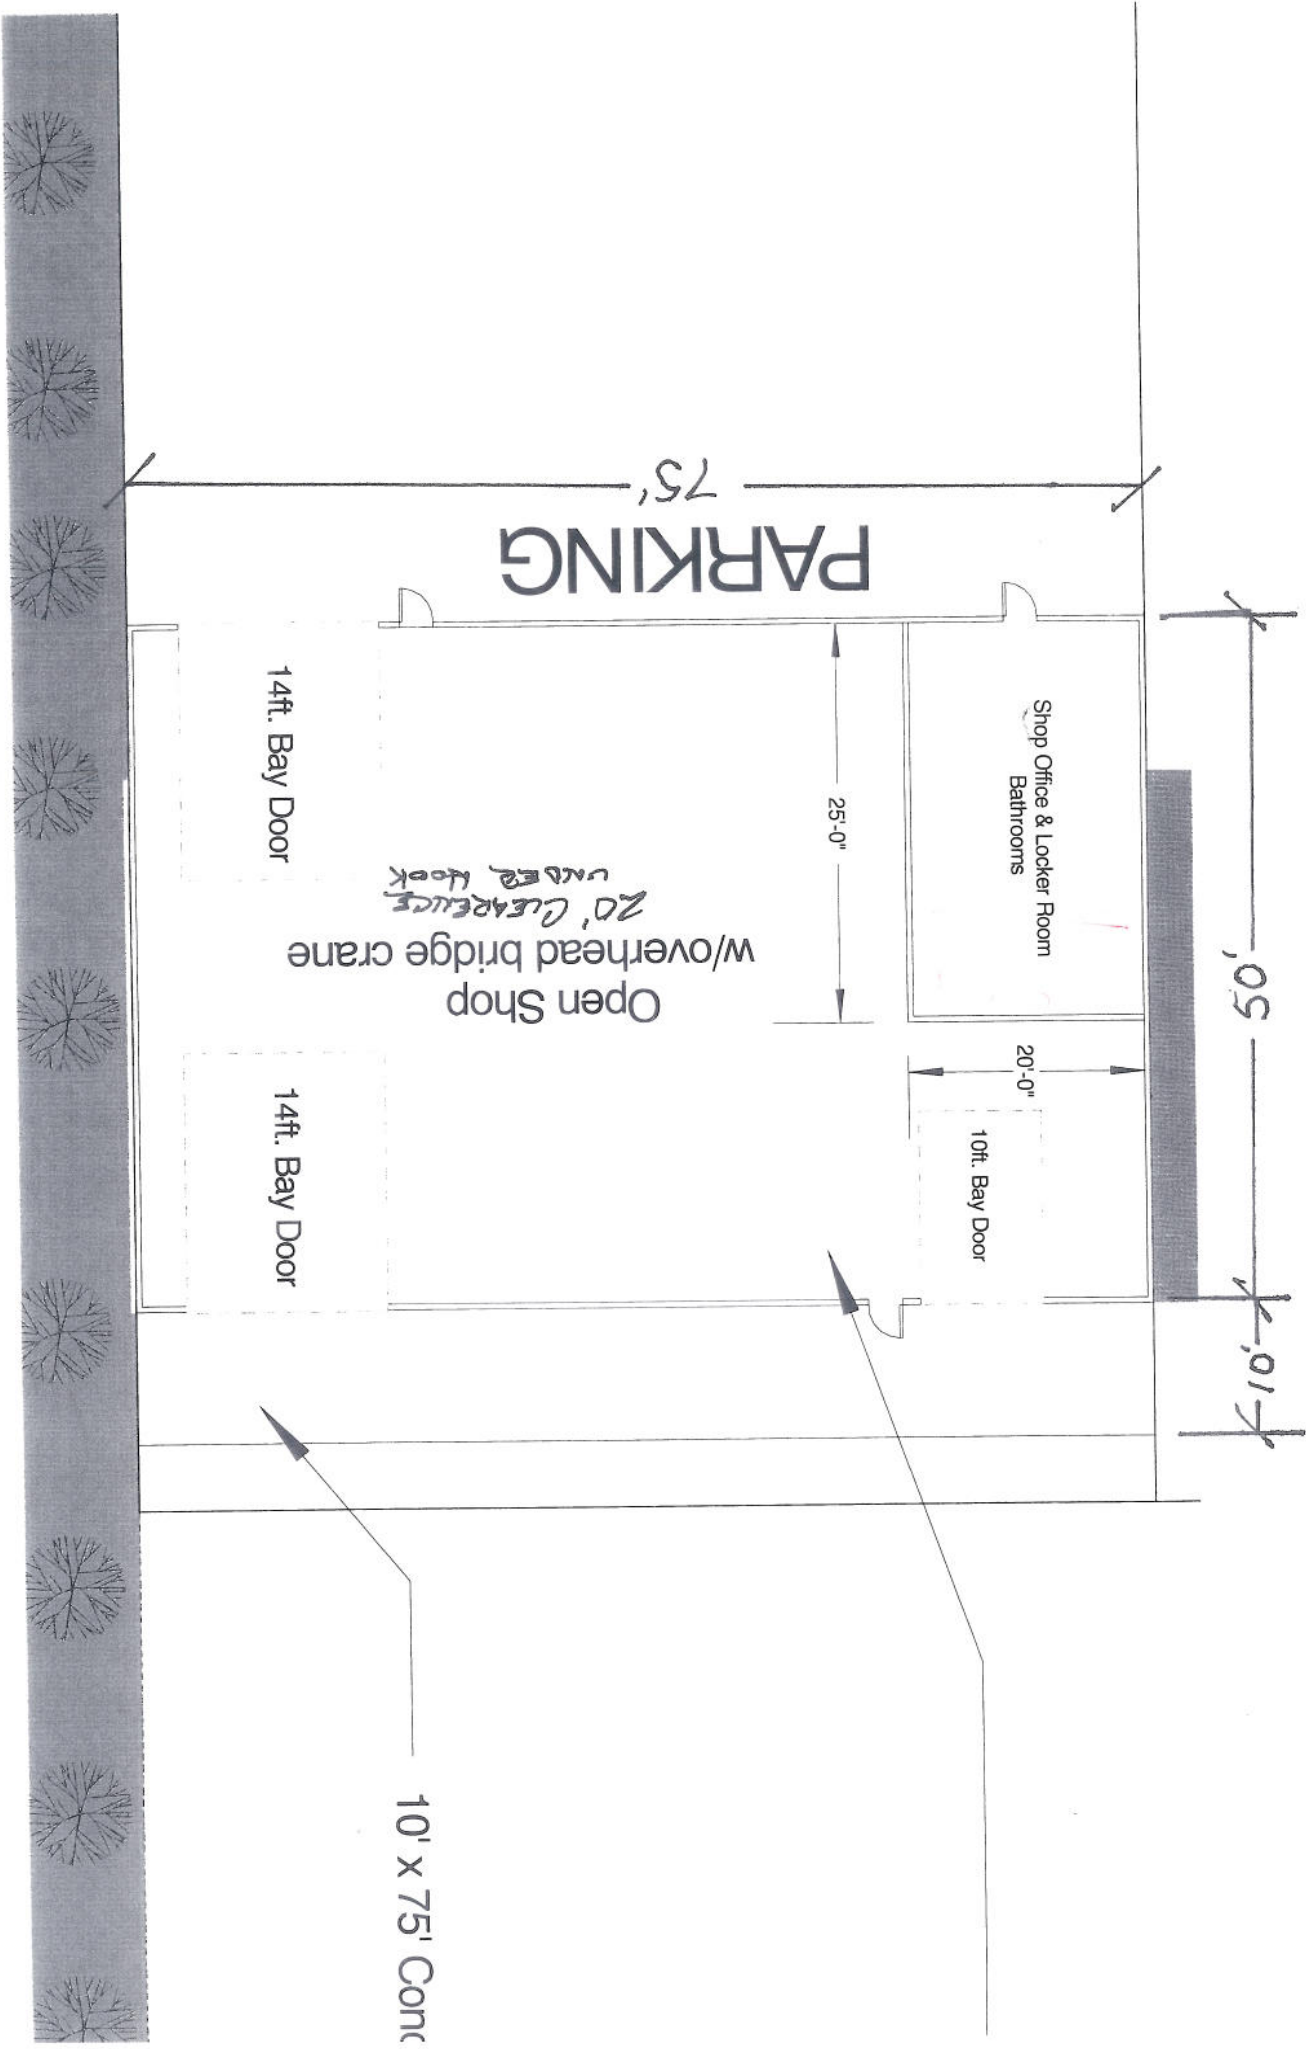 75'
PARKING
14ft. Bay Door
25'-0"
Shop Office & Locker Room
Bathrooms
50'
20' CLEARENCE
UNDER HOOK
Open Shop
w/overhead bridge crane
14ft. Bay Door
20'-0"
10ft. Bay Door
10'
10' x 75' Conc